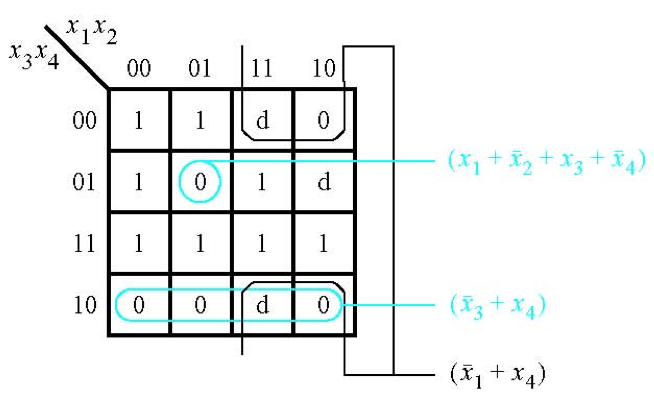 x₁x₂
x₃x₄
00 01 11 10
00 1 1 d 0
01 1 0 1 d (x₁ + x̄₂ + x₃ + x̄₄)
11 1 1 1 1
10 0 0 d 0 (x̄₃ + x₄)
(x̄₁ + x₄)